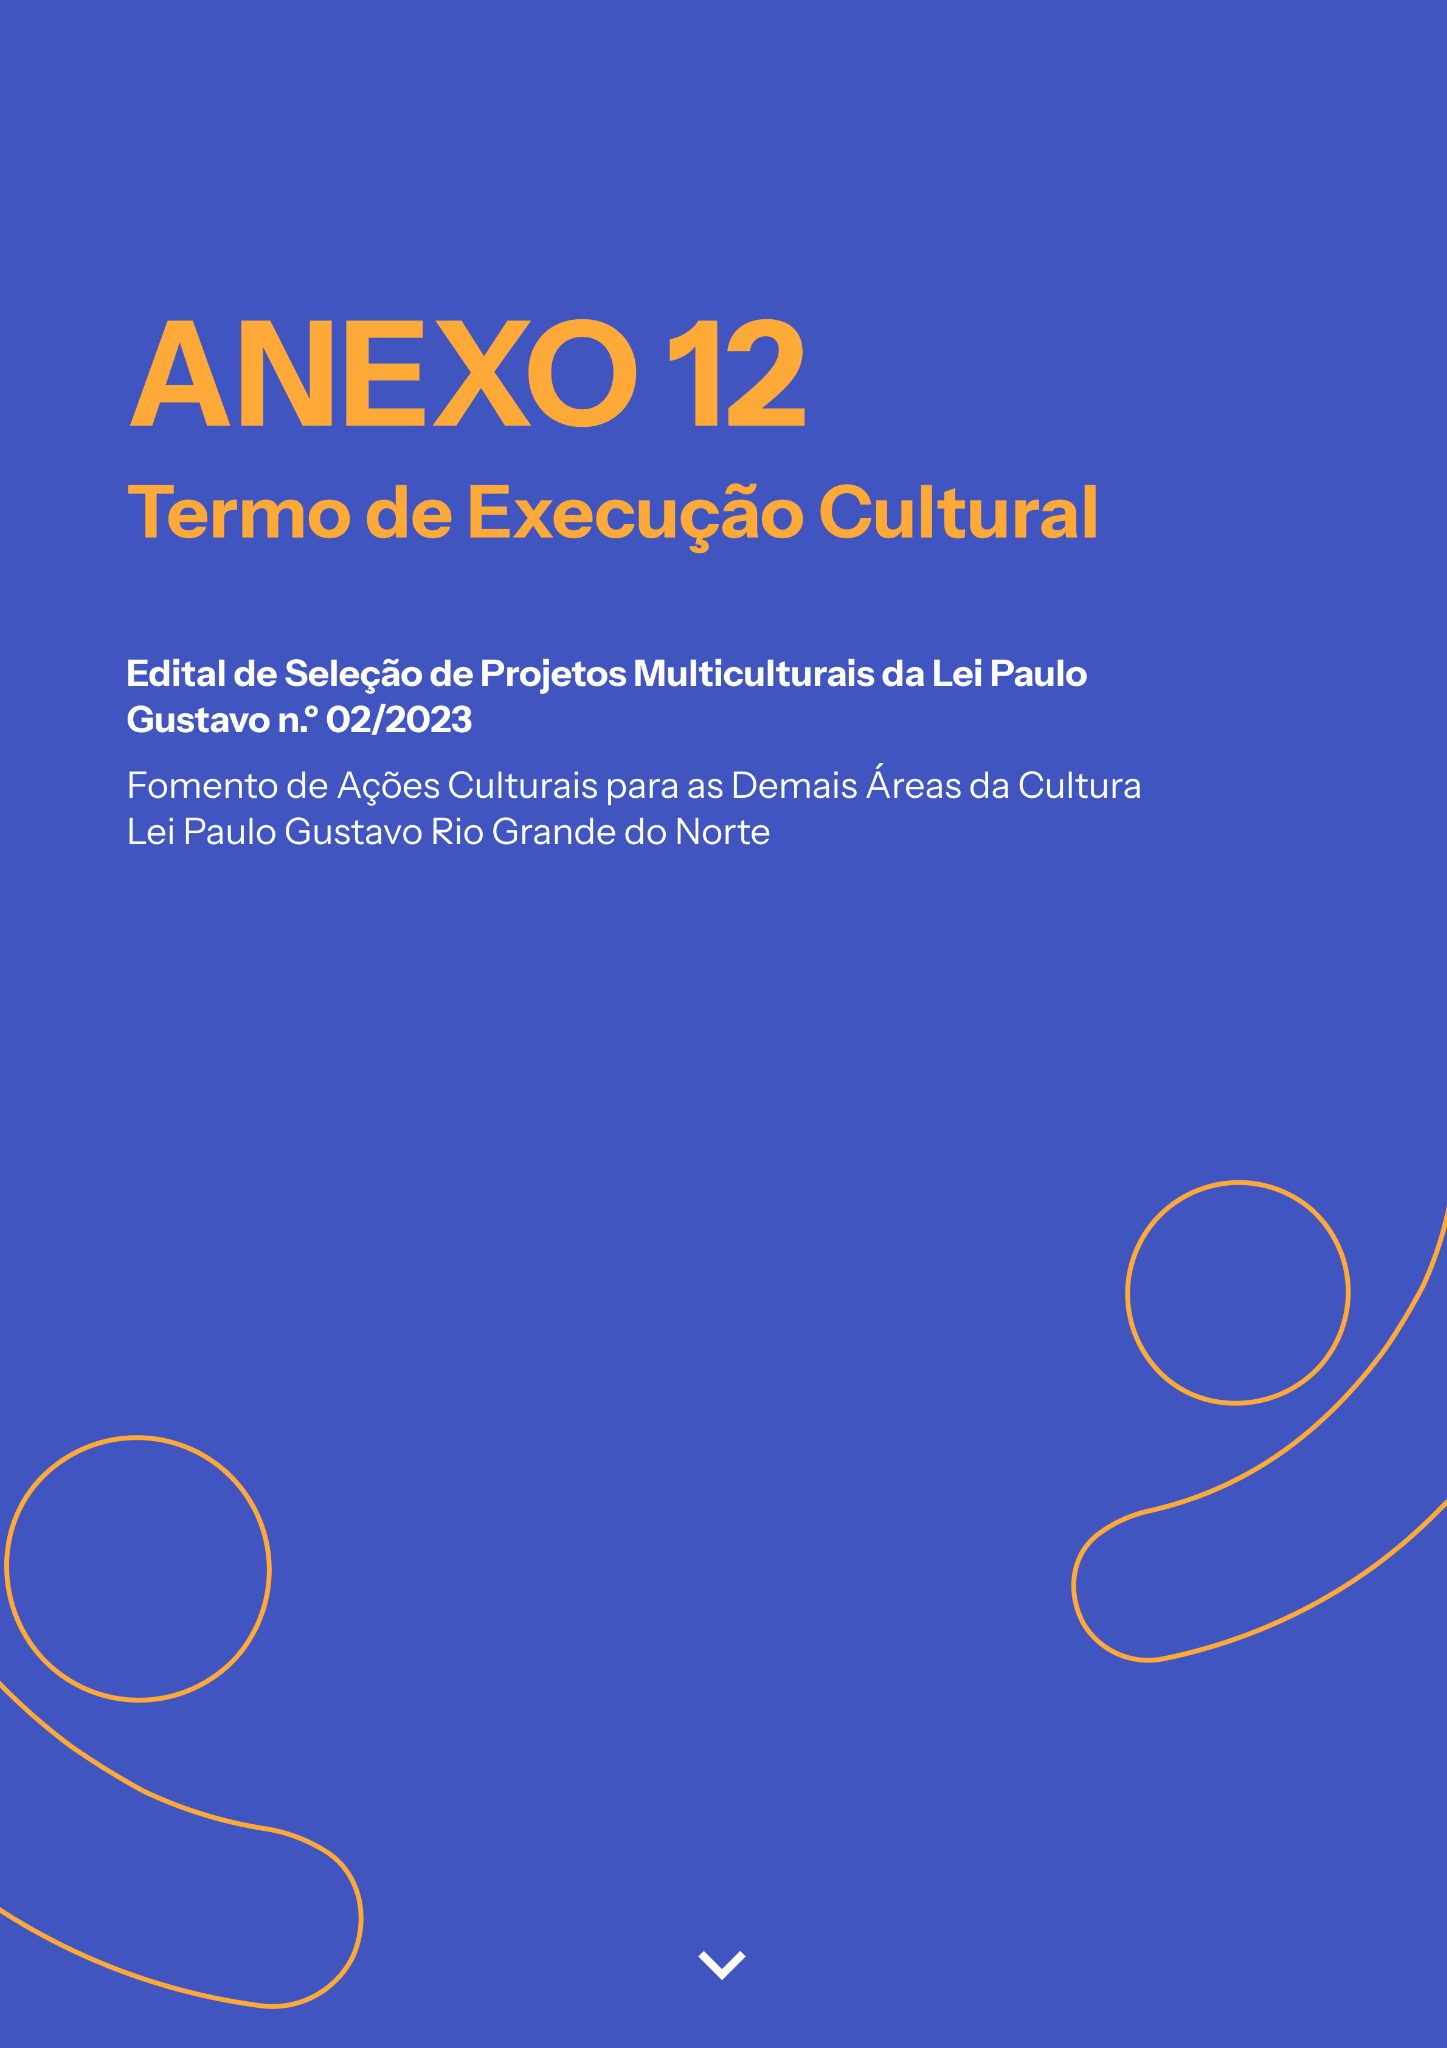 ANEXO 12
Termo de Execução Cultural
Edital de Seleção de Projetos Multiculturais da Lei Paulo
Gustavo n.º 02/2023
Fomento de Ações Culturais para as Demais Áreas da Cultura
Lei Paulo Gustavo Rio Grande do Norte